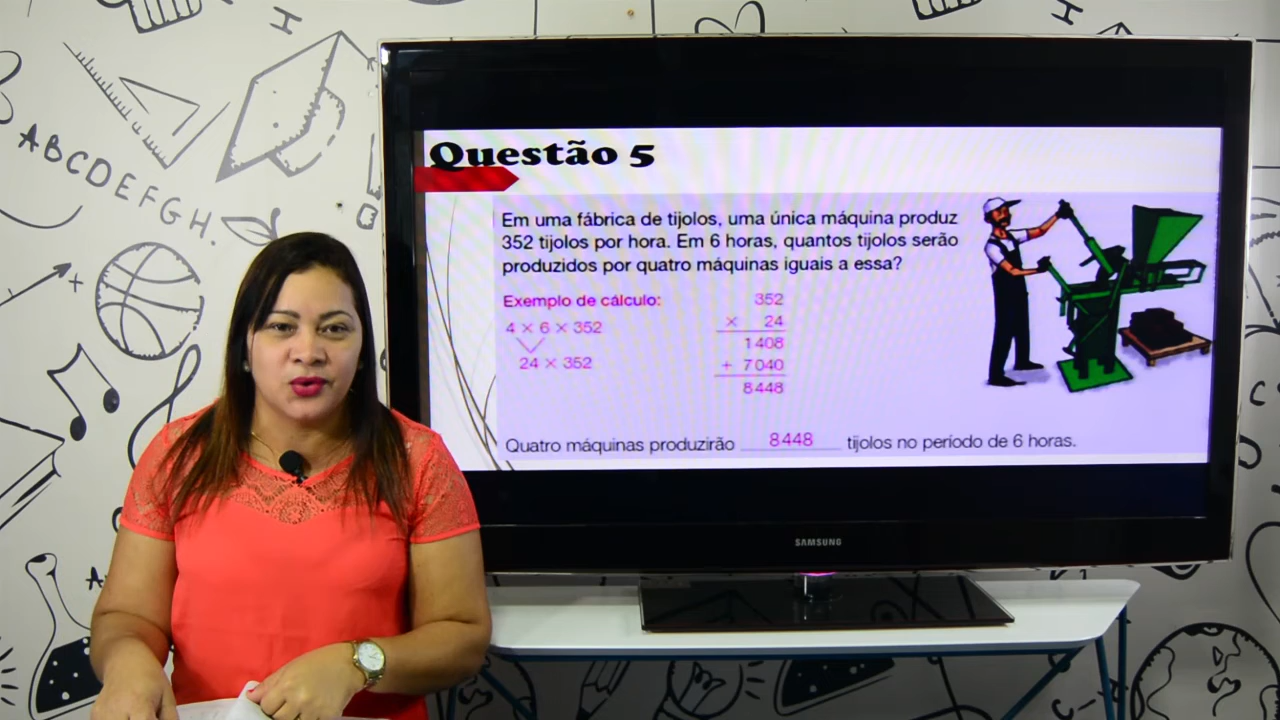 ABCDEFGH.
Questão 5
Em uma fábrica de tijolos, uma única máquina produz
352 tijolos por hora. Em 6 horas, quantos tijolos serão
produzidos por quatro máquinas iguais a essa?
Exemplo de cálculo:
4 × 6 × 352
24 × 352
352
× 24
1408
+ 7040
8448
Quatro máquinas produzirão 8448 tijolos no período de 6 horas.
SAMSUNG